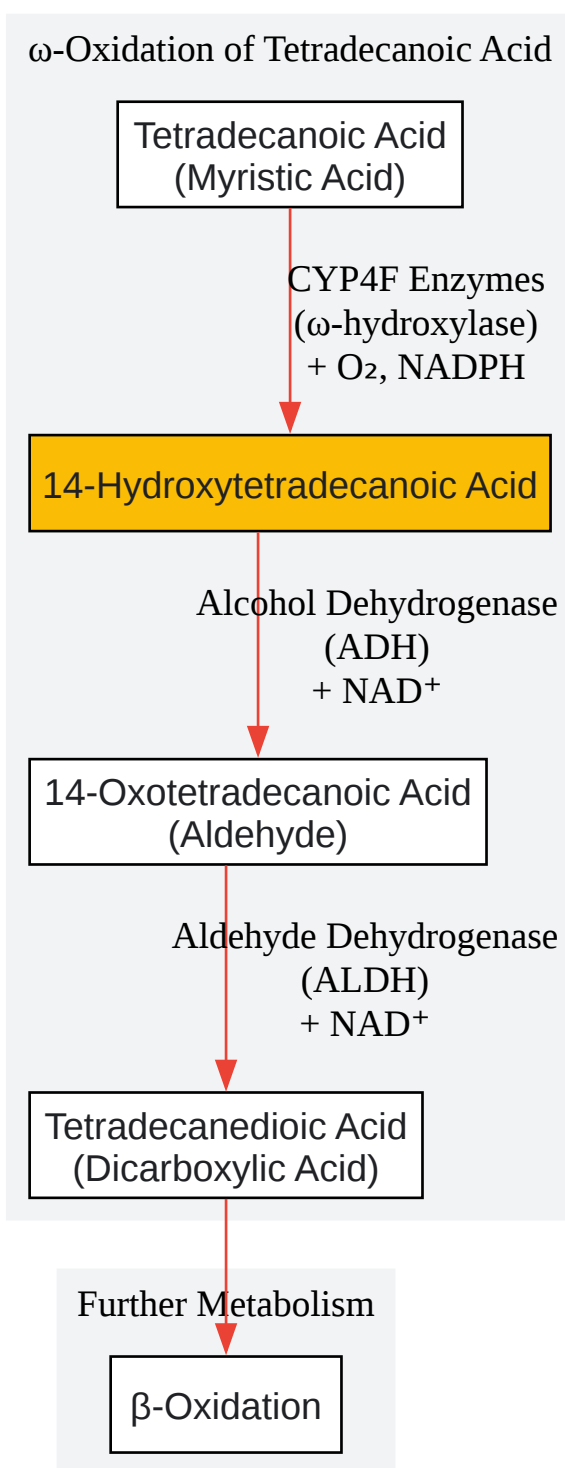 ω-Oxidation of Tetradecanoic Acid
Tetradecanoic Acid
(Myristic Acid)
CYP4F Enzymes
(ω-hydroxylase)
+ O₂, NADPH
14-Hydroxytetradecanoic Acid
Alcohol Dehydrogenase
(ADH)
+ NAD⁺
14-Oxotetradecanoic Acid
(Aldehyde)
Aldehyde Dehydrogenase
(ALDH)
+ NAD⁺
Tetradecanedioic Acid
(Dicarboxylic Acid)
Further Metabolism
β-Oxidation